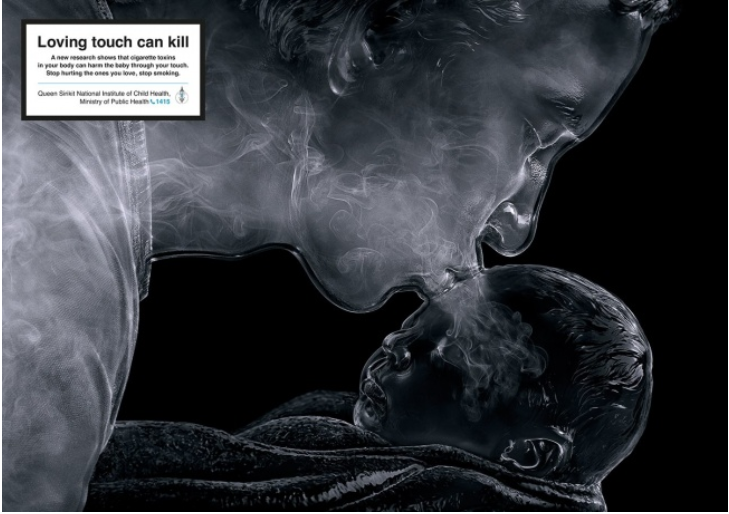 Loving touch can kill
A new research shows that cigarette toxins
in your body can harm the baby through your touch.
Stop hurting the ones you love, stop smoking.
Queen Sirikit National Institute of Child Health,
Ministry of Public Health 1415